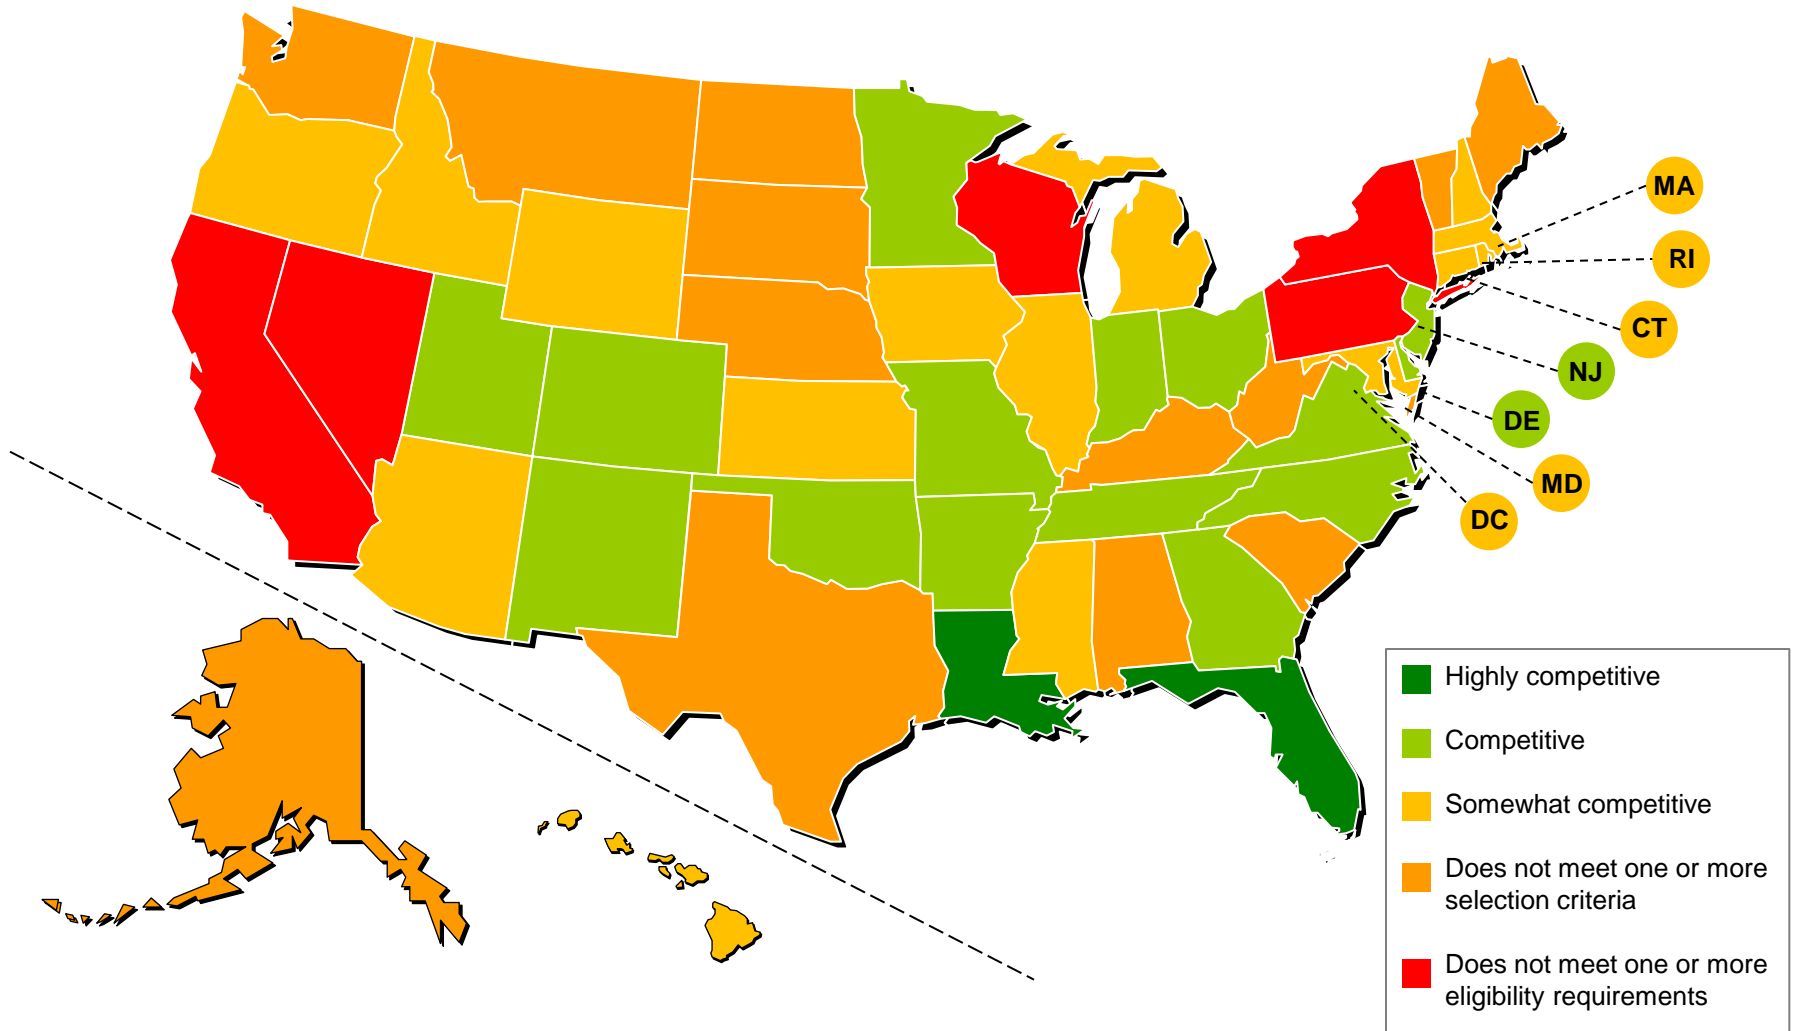 MA
RI
CT
NJ
DE
MD
DC
Highly competitive
Competitive
Somewhat competitive
Does not meet one or more
selection criteria
Does not meet one or more
eligibility requirements